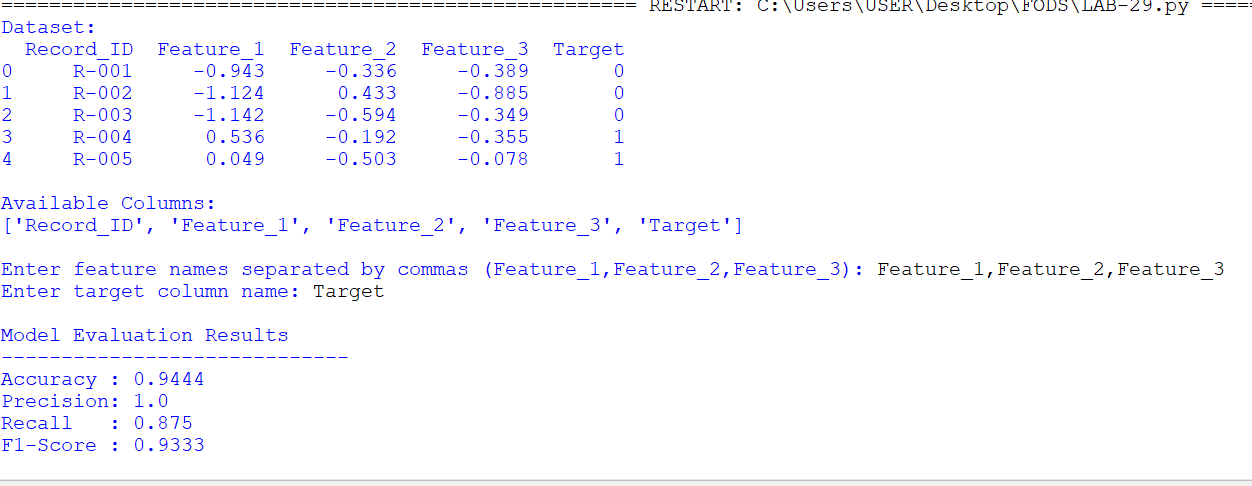 ===================================================== RESTART: C:\Users\USER\Desktop\FODS\LAB-29.py ====
Dataset:
  Record_ID  Feature_1  Feature_2  Feature_3  Target
0     R-001     -0.943     -0.336     -0.389       0
1     R-002     -1.124      0.433     -0.885       0
2     R-003     -1.142     -0.594     -0.349       0
3     R-004      0.536     -0.192     -0.355       1
4     R-005      0.049     -0.503     -0.078       1
Available Columns:
['Record_ID', 'Feature_1', 'Feature_2', 'Feature_3', 'Target']
Enter feature names separated by commas (Feature_1,Feature_2,Feature_3): Feature_1,Feature_2,Feature_3
Enter target column name: Target
Model Evaluation Results
-----------------------------
Accuracy : 0.9444
Precision: 1.0
Recall   : 0.875
F1-Score : 0.9333